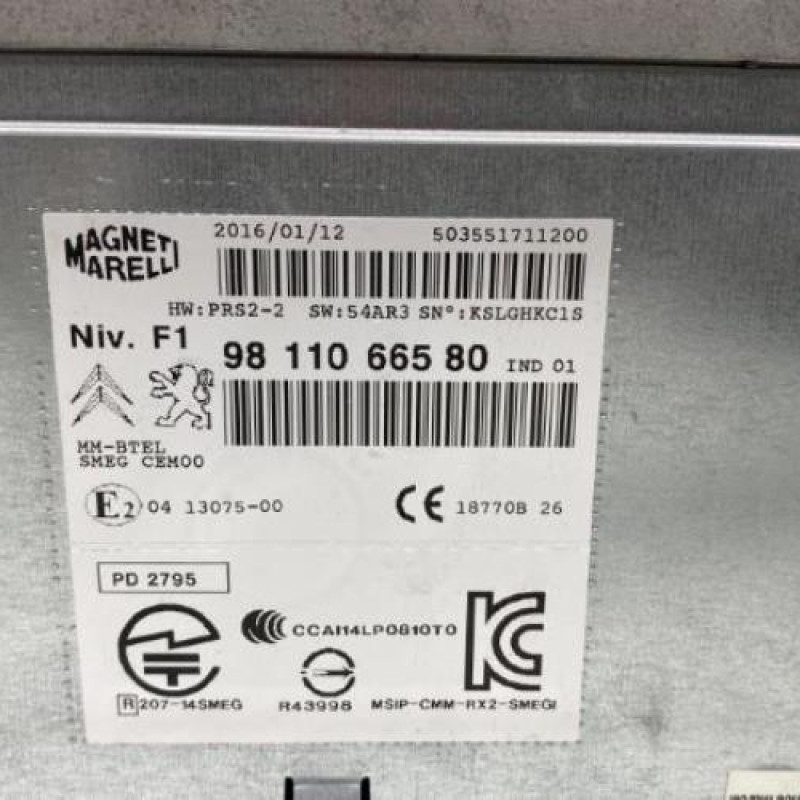 MAGNETI MARELLI
2016/01/12 503551711200
HW:PRS2-2 SW:54AR3 SN°:KSLGHKC1S
Niv. F1
98 110 665 80 IND 01
MM-BTEL
SMEG CEM00
E2 04 13075-00
CE 18770B 26
PD 2795
CCAI14LP0810T0
R 207-14SMEG
R43998
MSIP-CMM-RX2-SMEGI